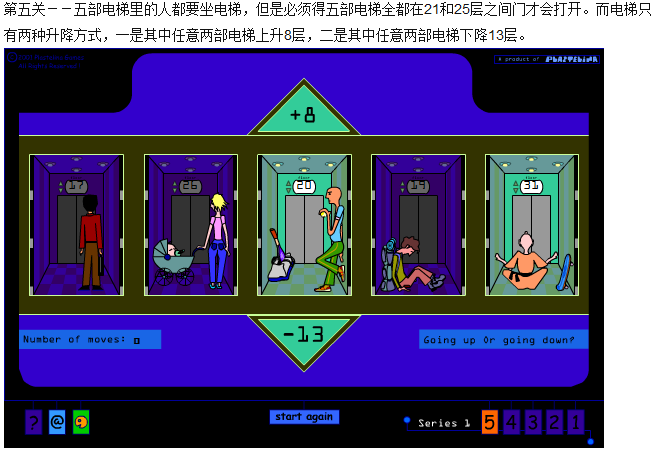 第五关－－五部电梯里的人都要坐电梯，但是必须得五部电梯全都在21和25层之间门才会打开。而电梯只
有两种升降方式，一是其中任意两部电梯上升8层，二是其中任意两部电梯下降13层。
A product of
+8
17
26
20
19
31
-13
Number of moves: 0
Going up Or going down?
? @
start again
Series 1 5 4 3 2 1